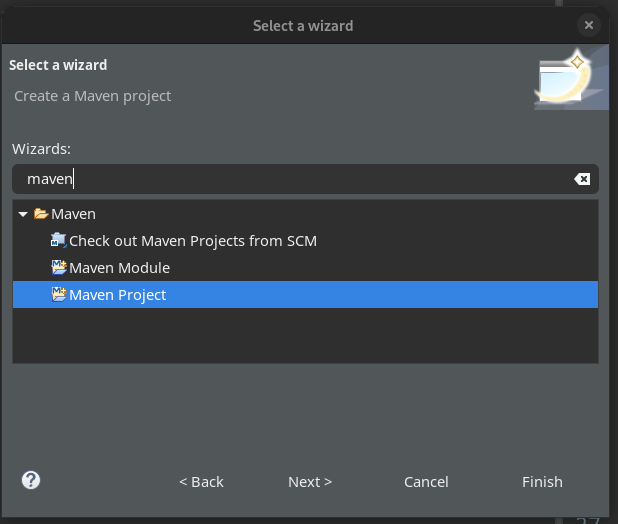 Select a wizard
Select a wizard
Create a Maven project
Wizards:
maven
Maven
Check out Maven Projects from SCM
Maven Module
Maven Project
< Back Next > Cancel Finish